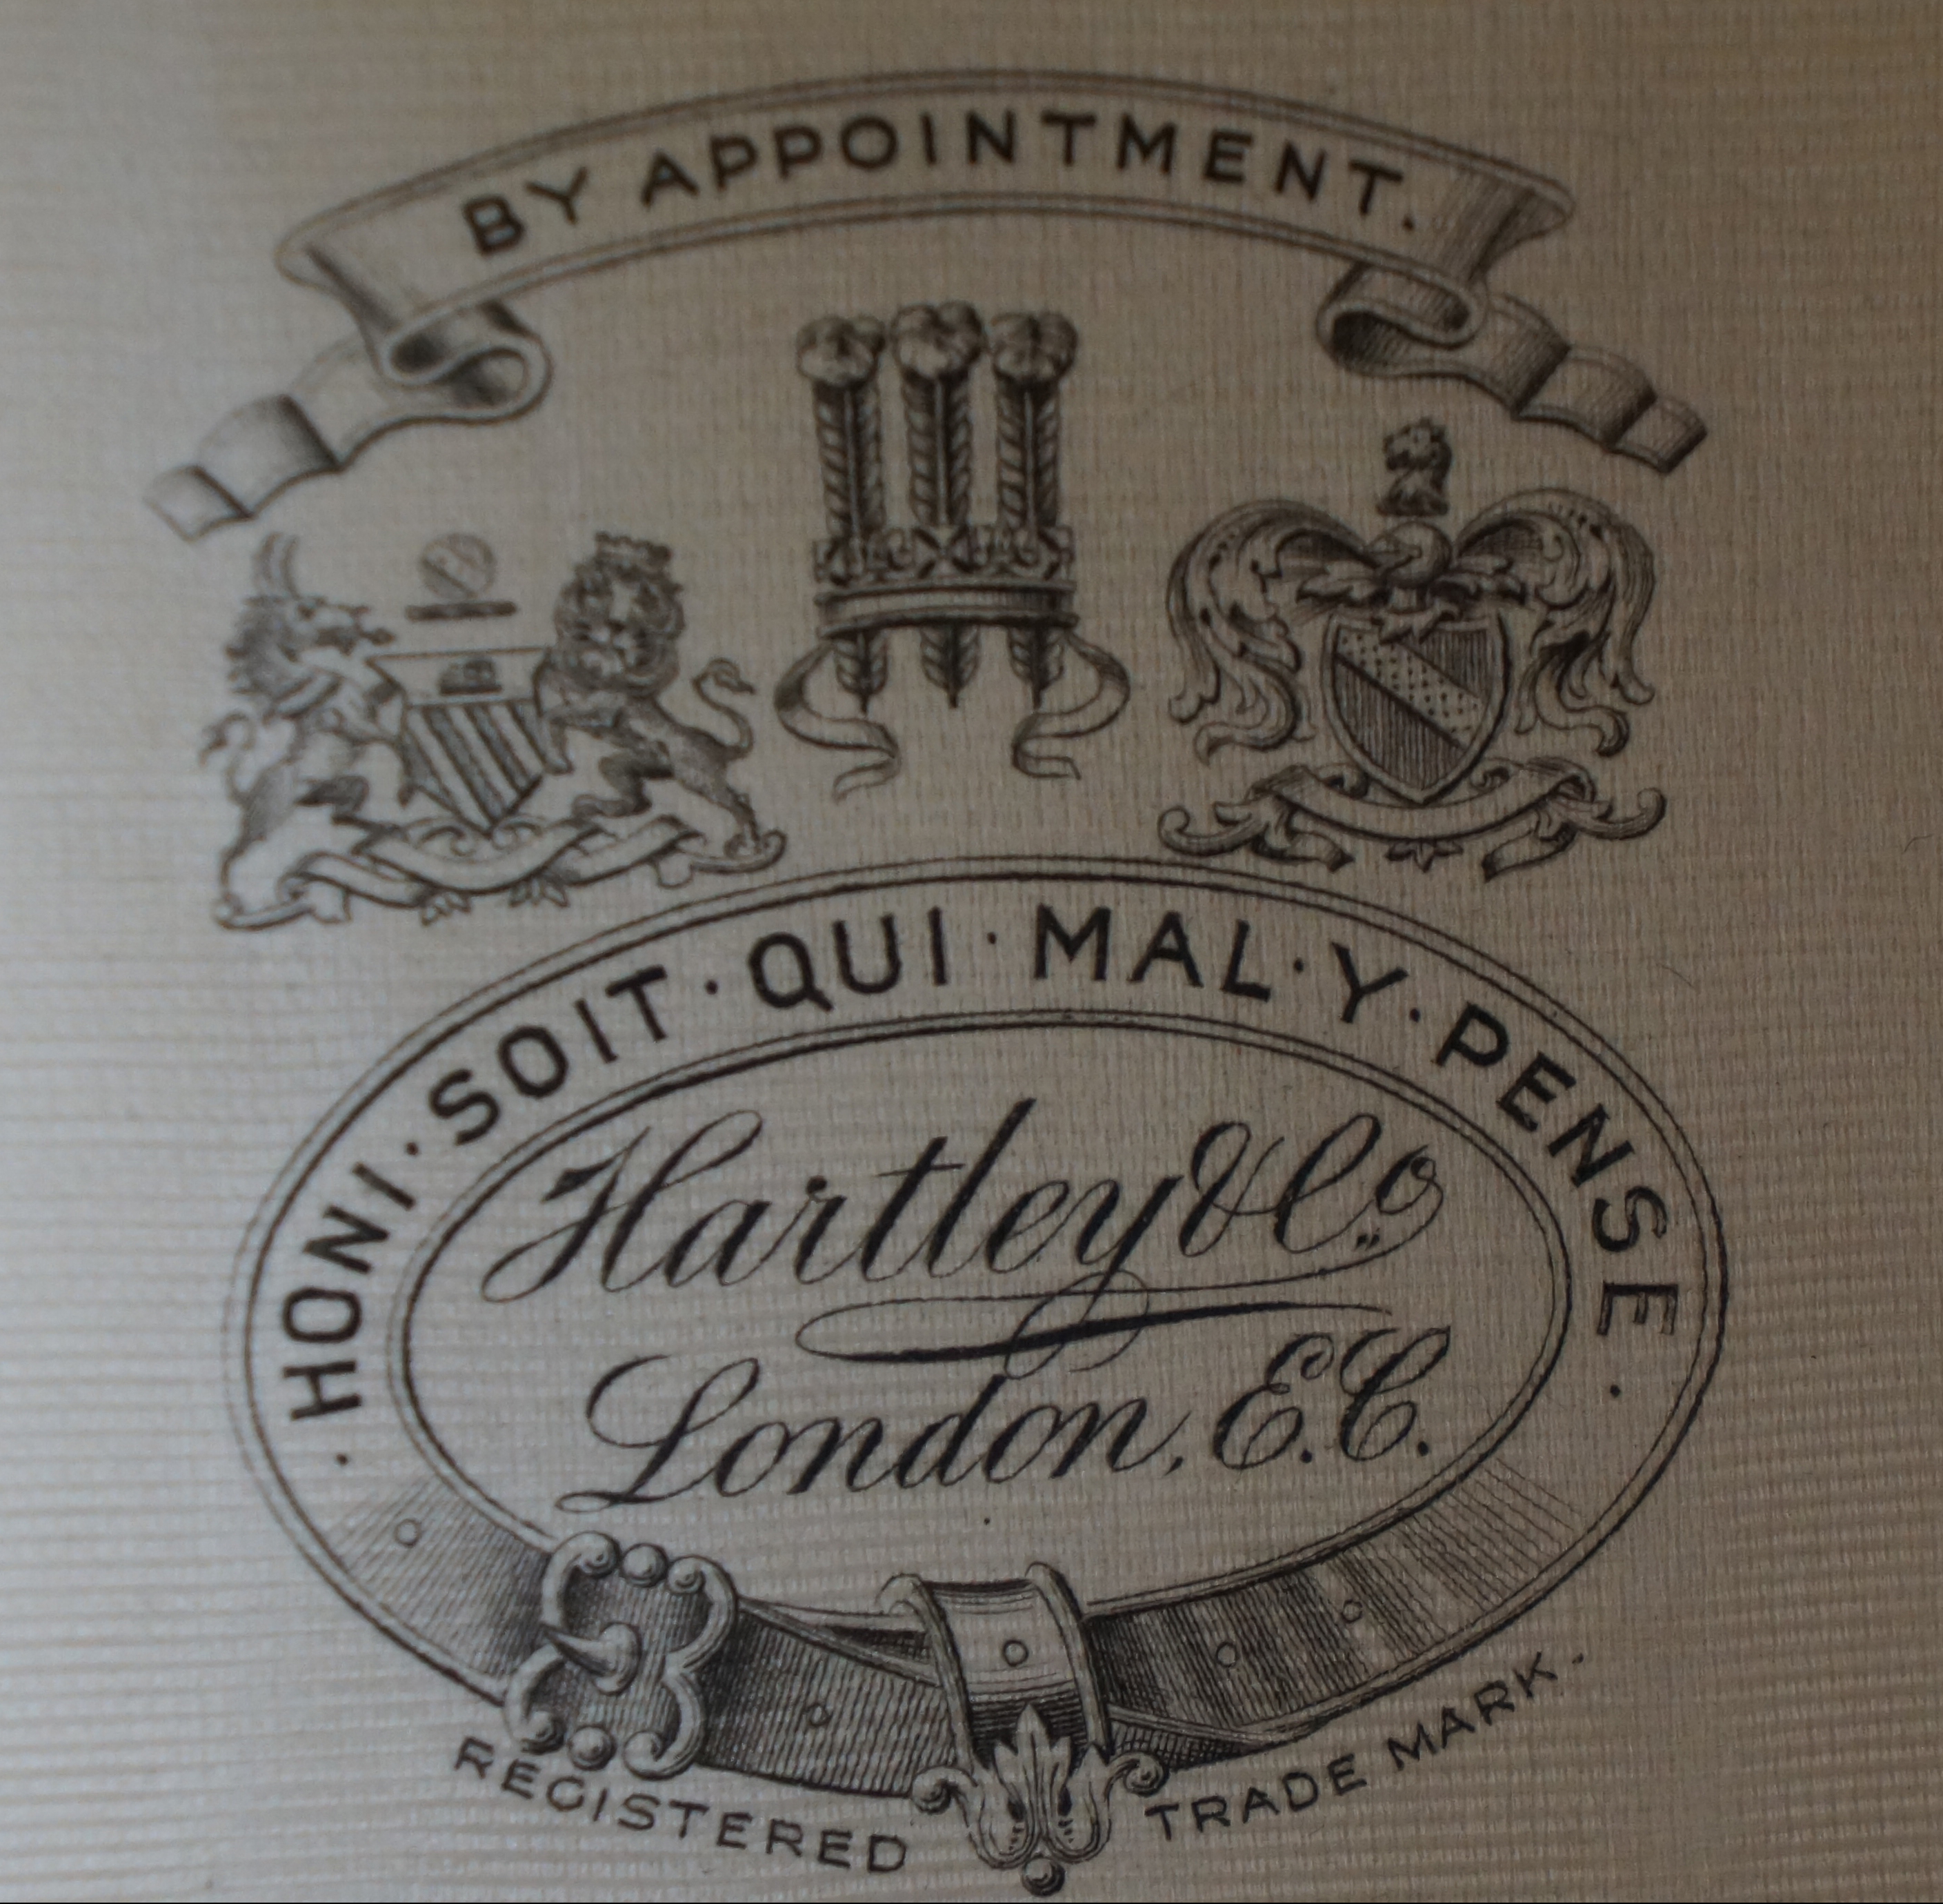 BY APPOINTMENT.
· HONI · SOIT · QUI · MAL · Y · PENSE ·
Hartley & Co.
London, E.C.
REGISTERED TRADE MARK.